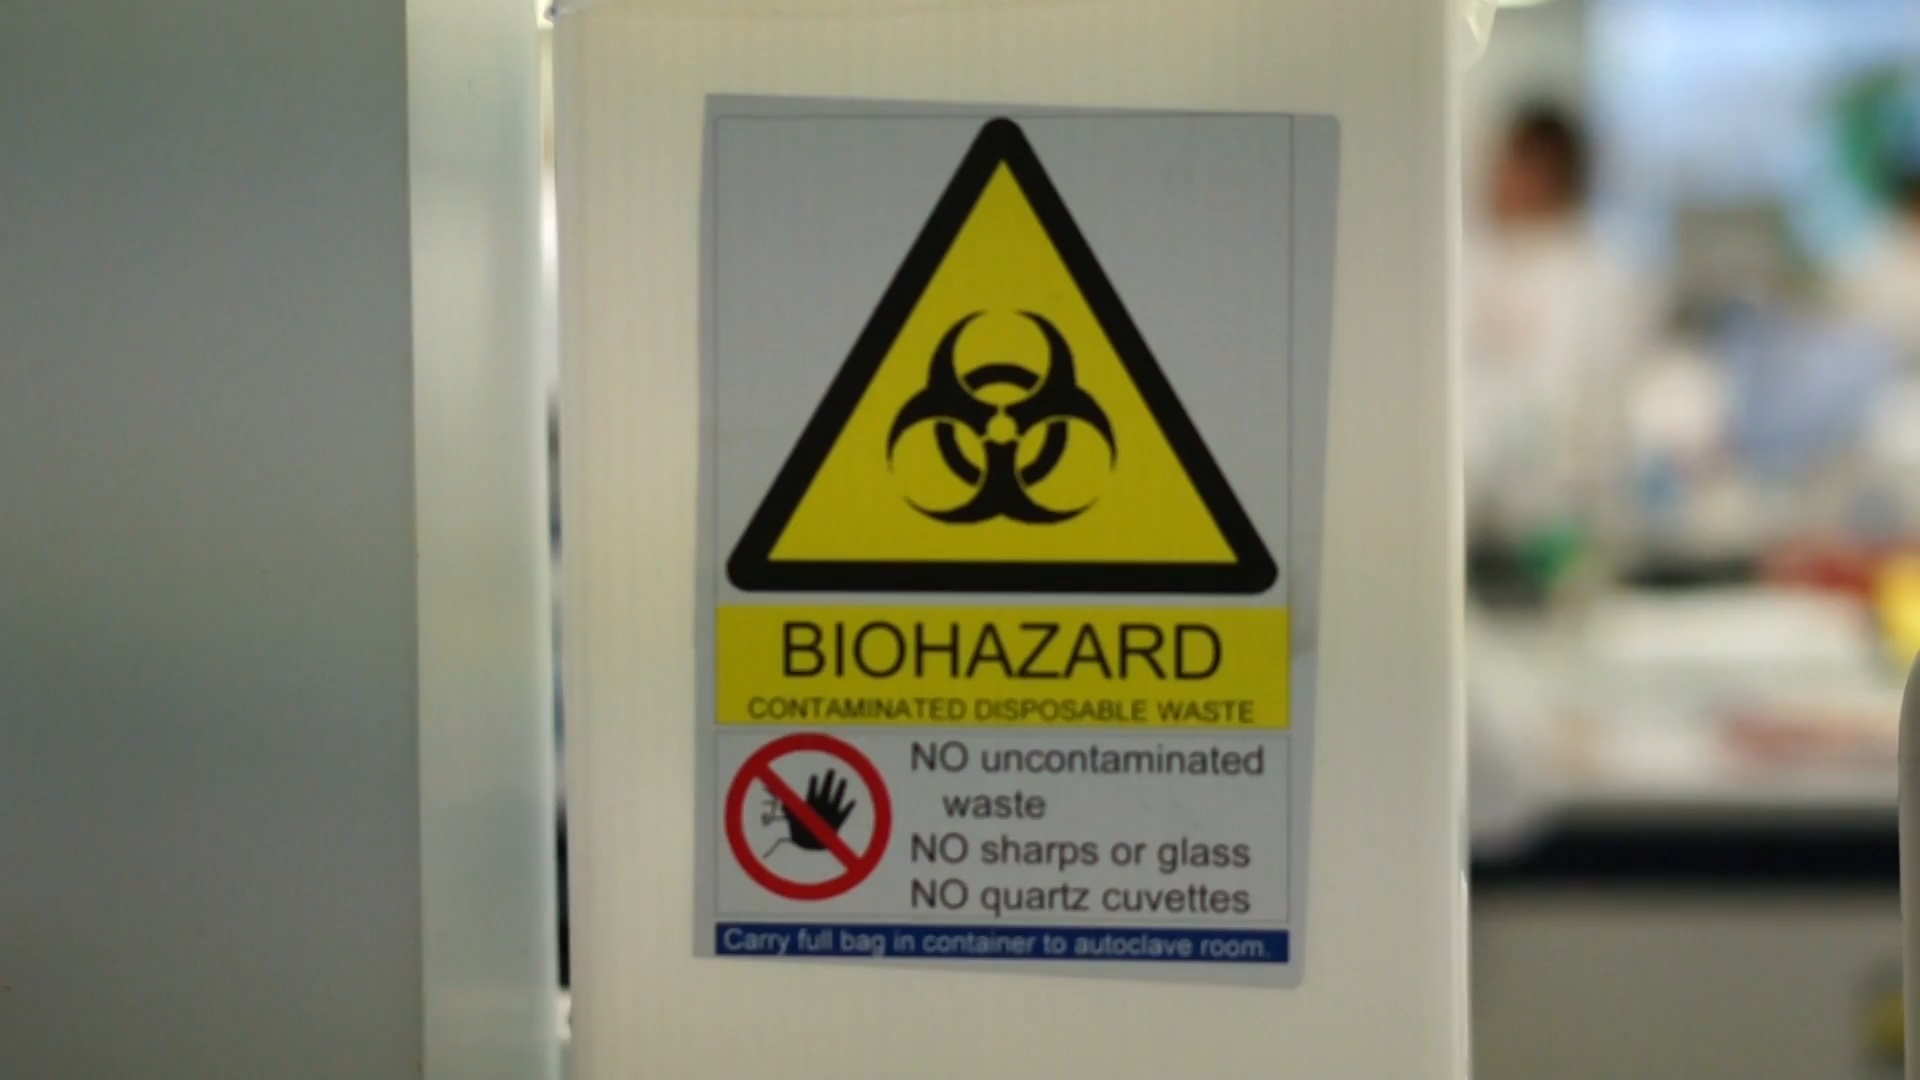 BIOHAZARD
CONTAMINATED DISPOSABLE WASTE
NO uncontaminated
waste
NO sharps or glass
NO quartz cuvettes
Carry full bag in container to autoclave room.